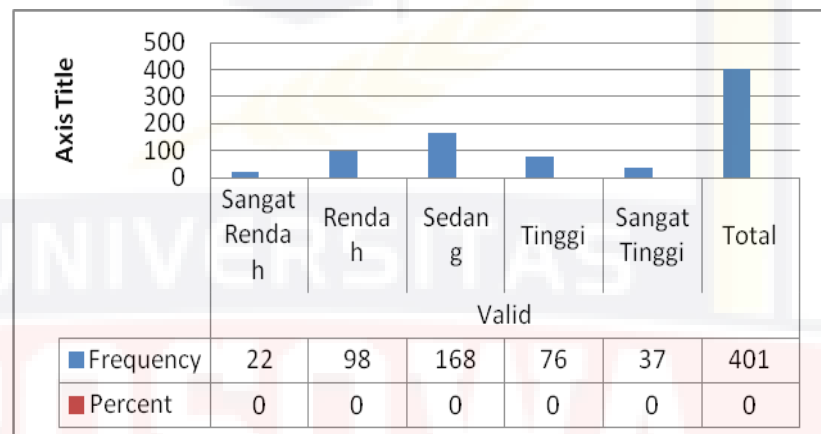 Axis Title
500
400
300
200
100
0
Sangat
Renda
h
Renda
h
Sedan
g
Tinggi
Sangat
Tinggi
Total
Valid
Frequency 22 98 168 76 37 401
Percent 0 0 0 0 0 0
UNIVERSITAS